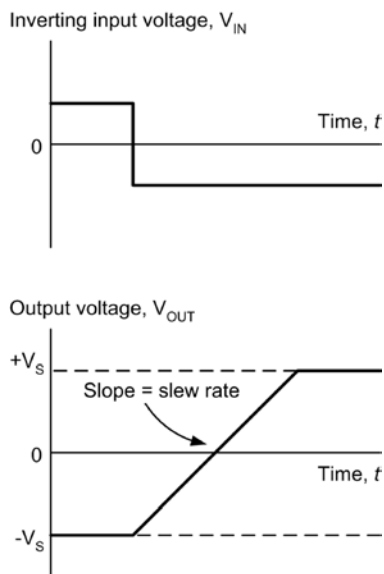 Inverting input voltage, V_IN
Time, t
0
Output voltage, V_OUT
+V_S
Slope = slew rate
0
Time, t
-V_S